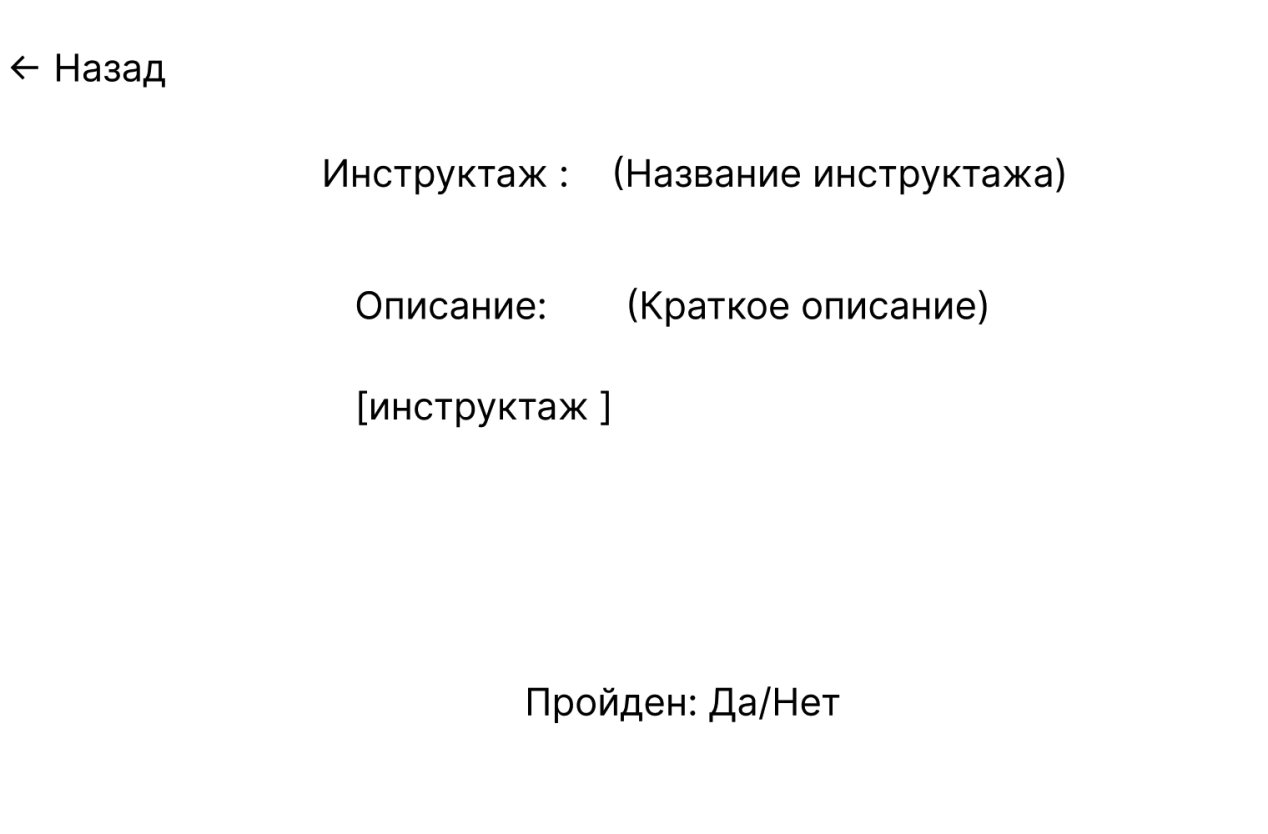 ← Назад
Инструктаж : (Название инструктажа)
Описание: (Краткое описание)
[инструктаж ]
Пройден: Да/Нет